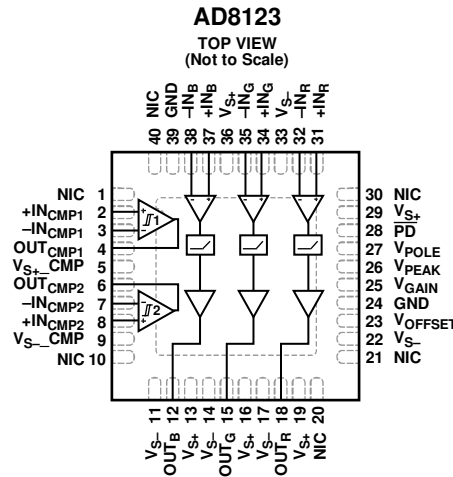 AD8123
TOP VIEW
(Not to Scale)
40 NIC
39 GND
38 –IN_B
37 +IN_B
36 V_S+
35 –IN_G
34 +IN_G
33 V_S–
32 –IN_R
31 +IN_R
NIC 1
+IN_CMP1 2
–IN_CMP1 3
OUT_CMP1 4
V_S+_CMP 5
OUT_CMP2 6
–IN_CMP2 7
+IN_CMP2 8
V_S–_CMP 9
NIC 10
+
–
1
–
+
2
– +
– +
– +
30 NIC
29 V_S+
28 P̅D̅
27 V_POLE
26 V_PEAK
25 V_GAIN
24 GND
23 V_OFFSET
22 V_S–
21 NIC
V_S– 11
OUT_B 12
V_S+ 13
V_S– 14
OUT_G 15
V_S+ 16
V_S– 17
OUT_R 18
V_S+ 19
NIC 20